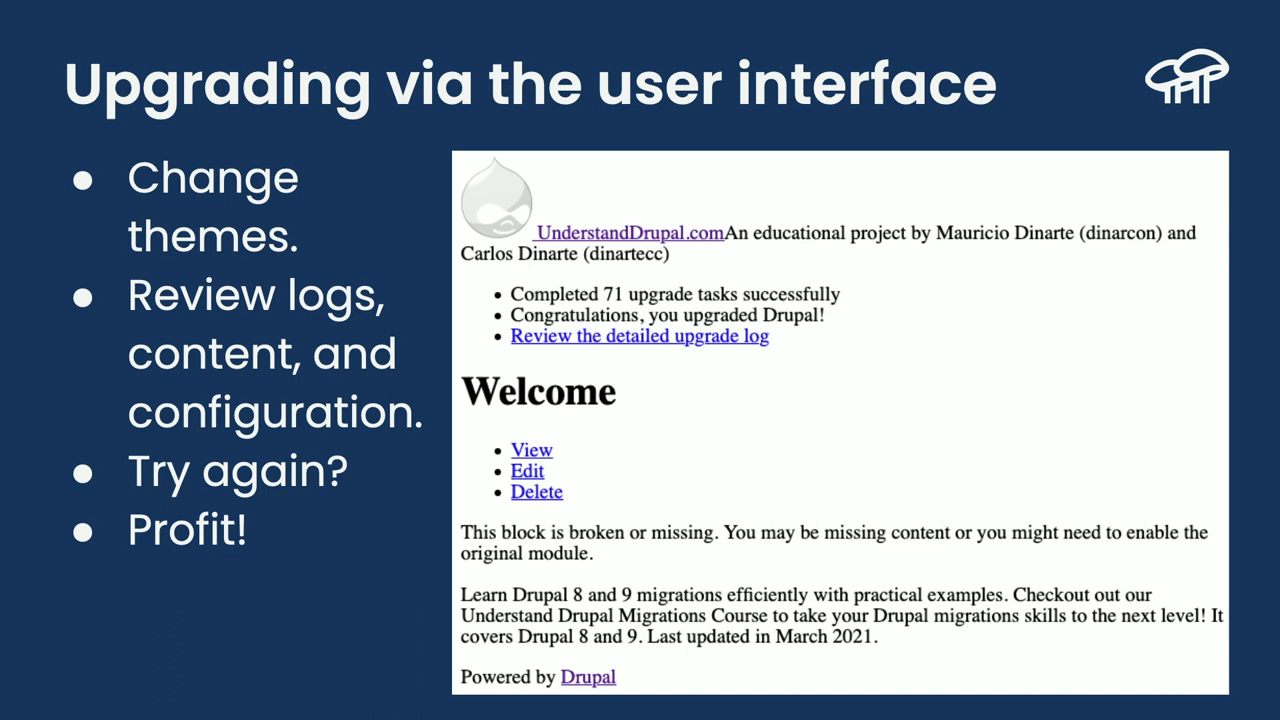 Upgrading via the user interface
● Change
themes.
● Review logs,
content, and
configuration.
● Try again?
● Profit!
UnderstandDrupal.comAn educational project by Mauricio Dinarte (dinarcon) and
Carlos Dinarte (dinartecc)
• Completed 71 upgrade tasks successfully
• Congratulations, you upgraded Drupal!
• Review the detailed upgrade log
Welcome
• View
• Edit
• Delete
This block is broken or missing. You may be missing content or you might need to enable the
original module.
Learn Drupal 8 and 9 migrations efficiently with practical examples. Checkout out our
Understand Drupal Migrations Course to take your Drupal migrations skills to the next level! It
covers Drupal 8 and 9. Last updated in March 2021.
Powered by Drupal